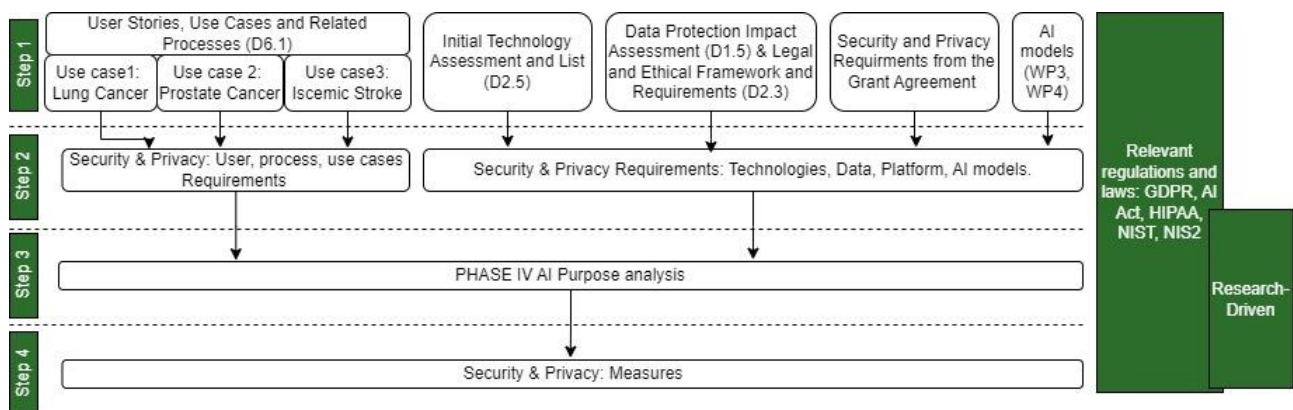 Step 1
User Stories, Use Cases and Related
Processes (D6.1)
Use case1:
Lung Cancer
Use case 2:
Prostate Cancer
Use case3:
Iscemic Stroke
Initial Technology
Assessment and List
(D2.5)
Data Protection Impact
Assessment (D1.5) & Legal
and Ethical Framework and
Requirements (D2.3)
Security and Privacy
Requirments from the
Grant Agreement
AI
models
(WP3,
WP4)
Step 2
Security & Privacy: User, process, use cases
Requirements
Security & Privacy Requirements: Technologies, Data, Platform, AI models.
Step 3
PHASE IV AI Purpose analysis
Step 4
Security & Privacy: Measures
Relevant
regulations and
laws: GDPR, AI
Act, HIPAA,
NIST, NIS2
Research-
Driven